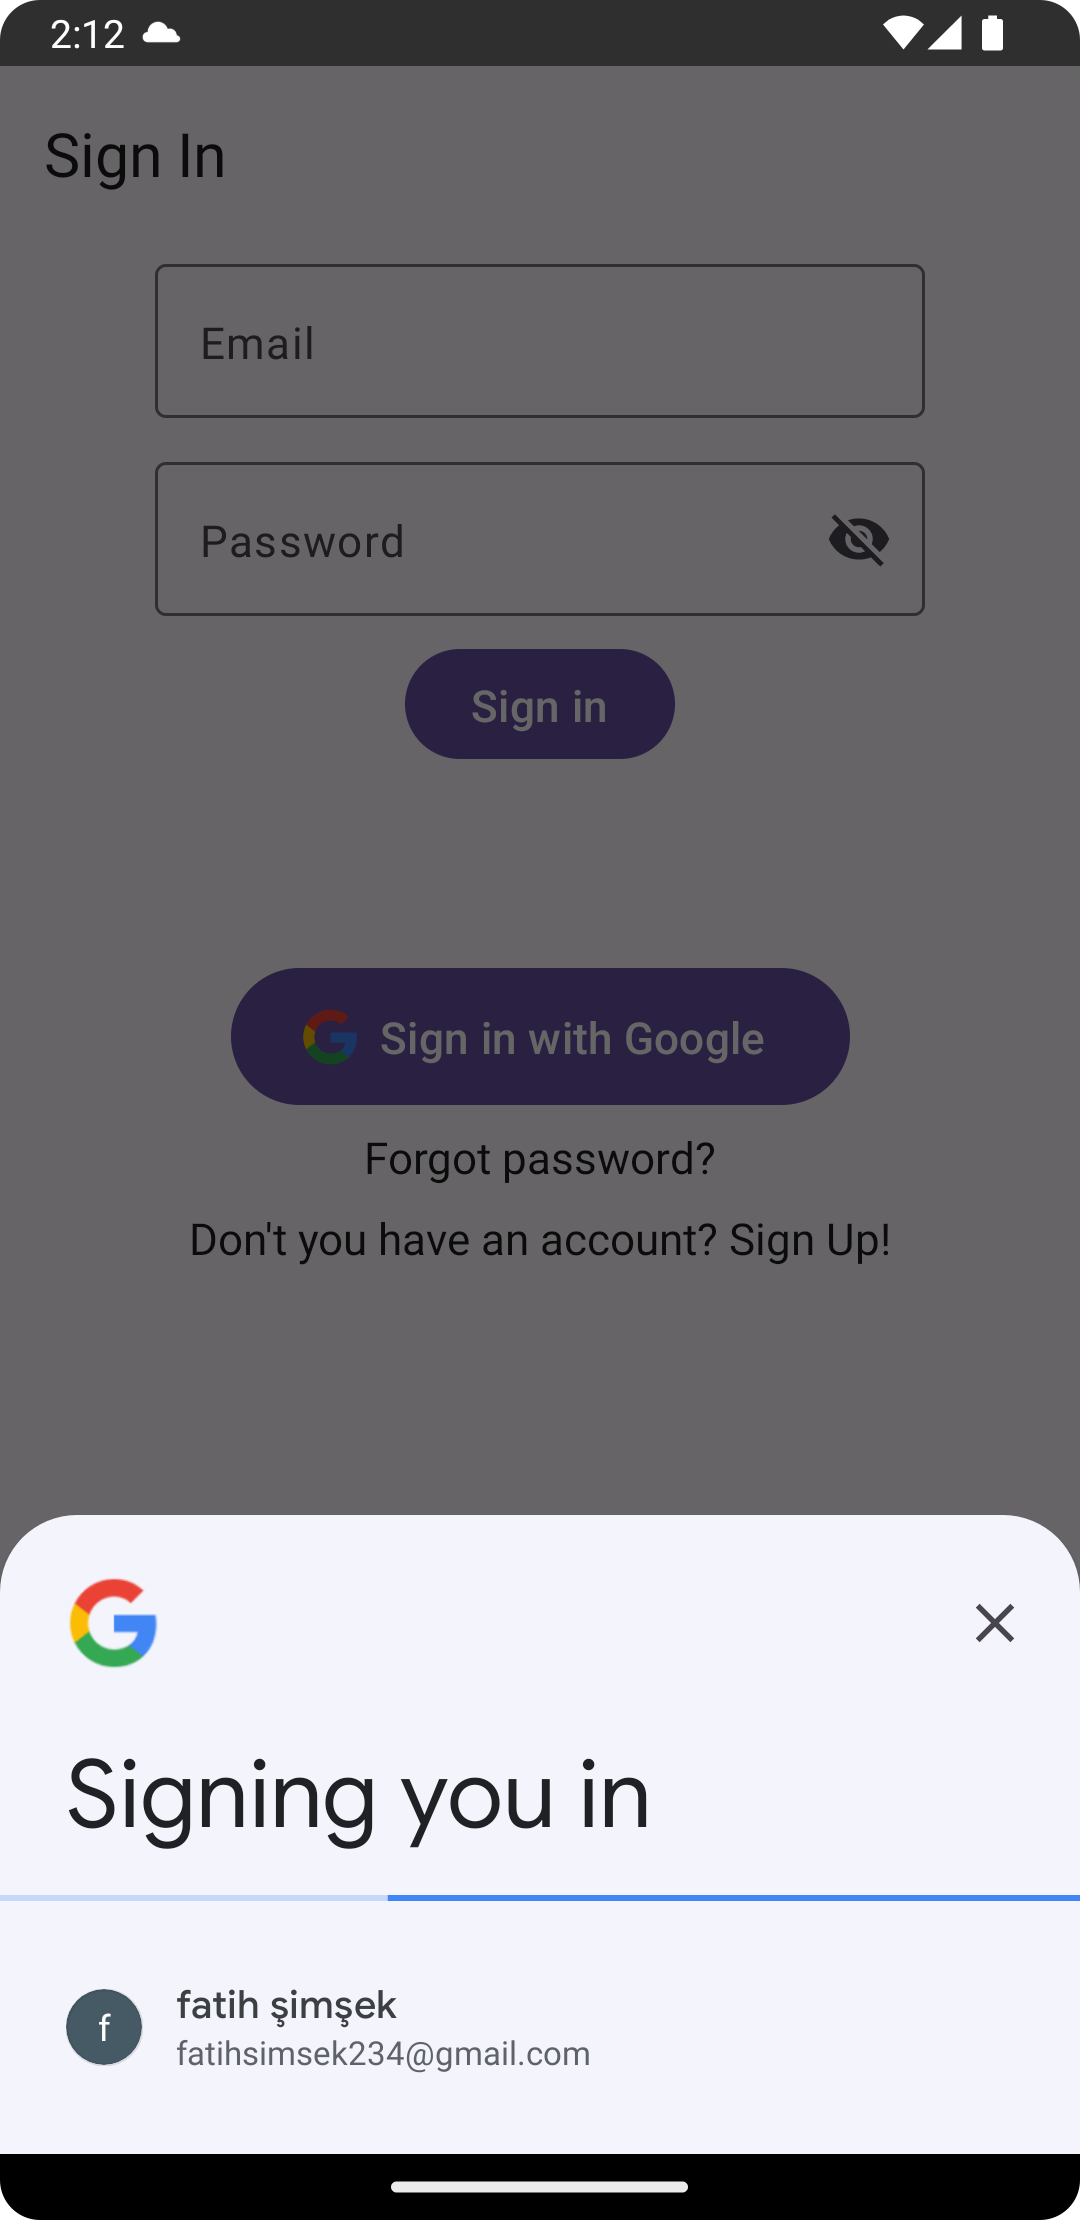 2:12
Sign In
Email
Password
Sign in
Sign in with Google
Forgot password?
Don't you have an account? Sign Up!
Signing you in
f
fatih şimşek
fatihsimsek234@gmail.com